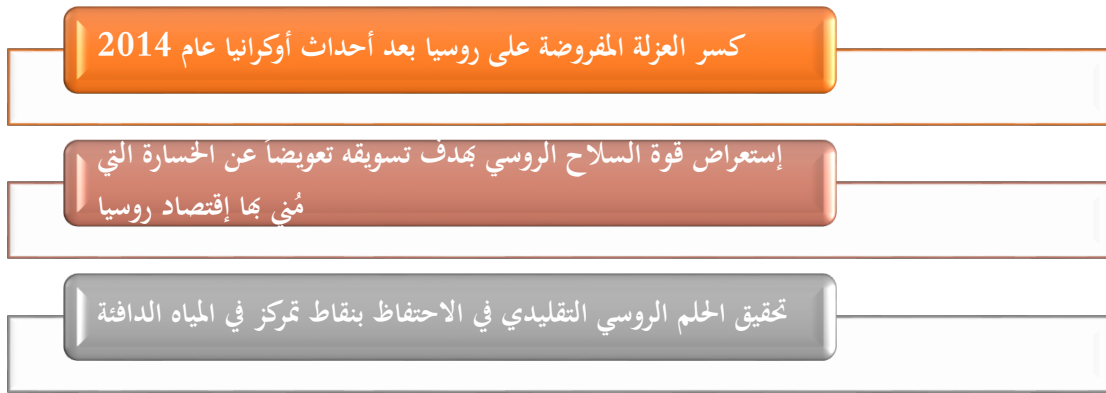 كسر العزلة المفروضة على روسيا بعد أحداث أوكرانيا عام 2014
إستعراض قوة السلاح الروسي بهدف تسويقه تعويضاً عن الخسارة التي
مُني بها إقتصاد روسيا
تحقيق الحلم الروسي التقليدي في الاحتفاظ بنقاط تمركز في المياه الدافئة